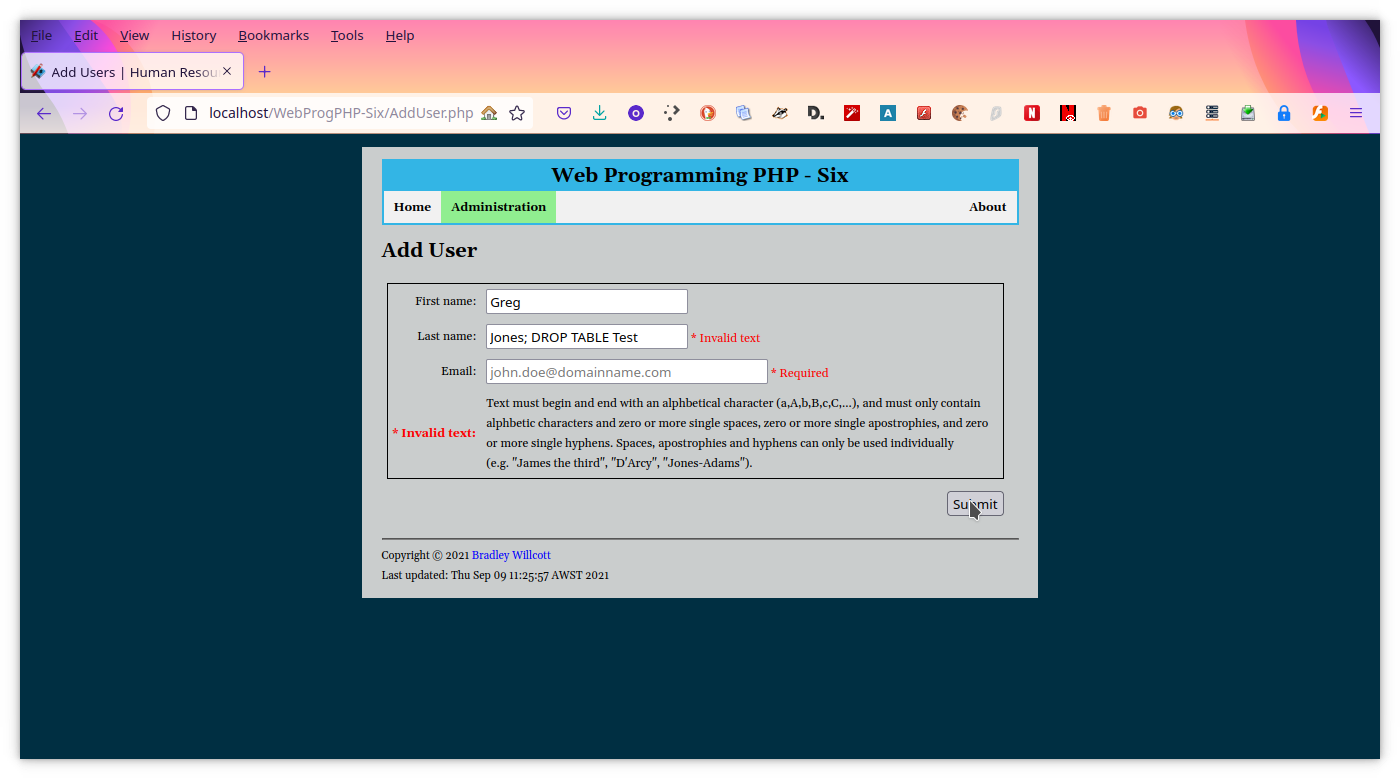 File Edit View History Bookmarks Tools Help
Add Users | Human Resou
localhost/WebProgPHP-Six/AddUser.php
Web Programming PHP - Six
Home Administration About
Add User
First name: Greg
Last name: Jones; DROP TABLE Test * Invalid text
Email: john.doe@domainname.com * Required
Text must begin and end with an alphbetical character (a,A,b,B,c,C,...), and must only contain
alphbetic characters and zero or more single spaces, zero or more single apostrophies, and zero
* Invalid text:
or more single hyphens. Spaces, apostrophies and hyphens can only be used individually
(e.g. "James the third", "D'Arcy", "Jones-Adams").
Submit
Copyright © 2021 Bradley Willcott
Last updated: Thu Sep 09 11:25:57 AWST 2021